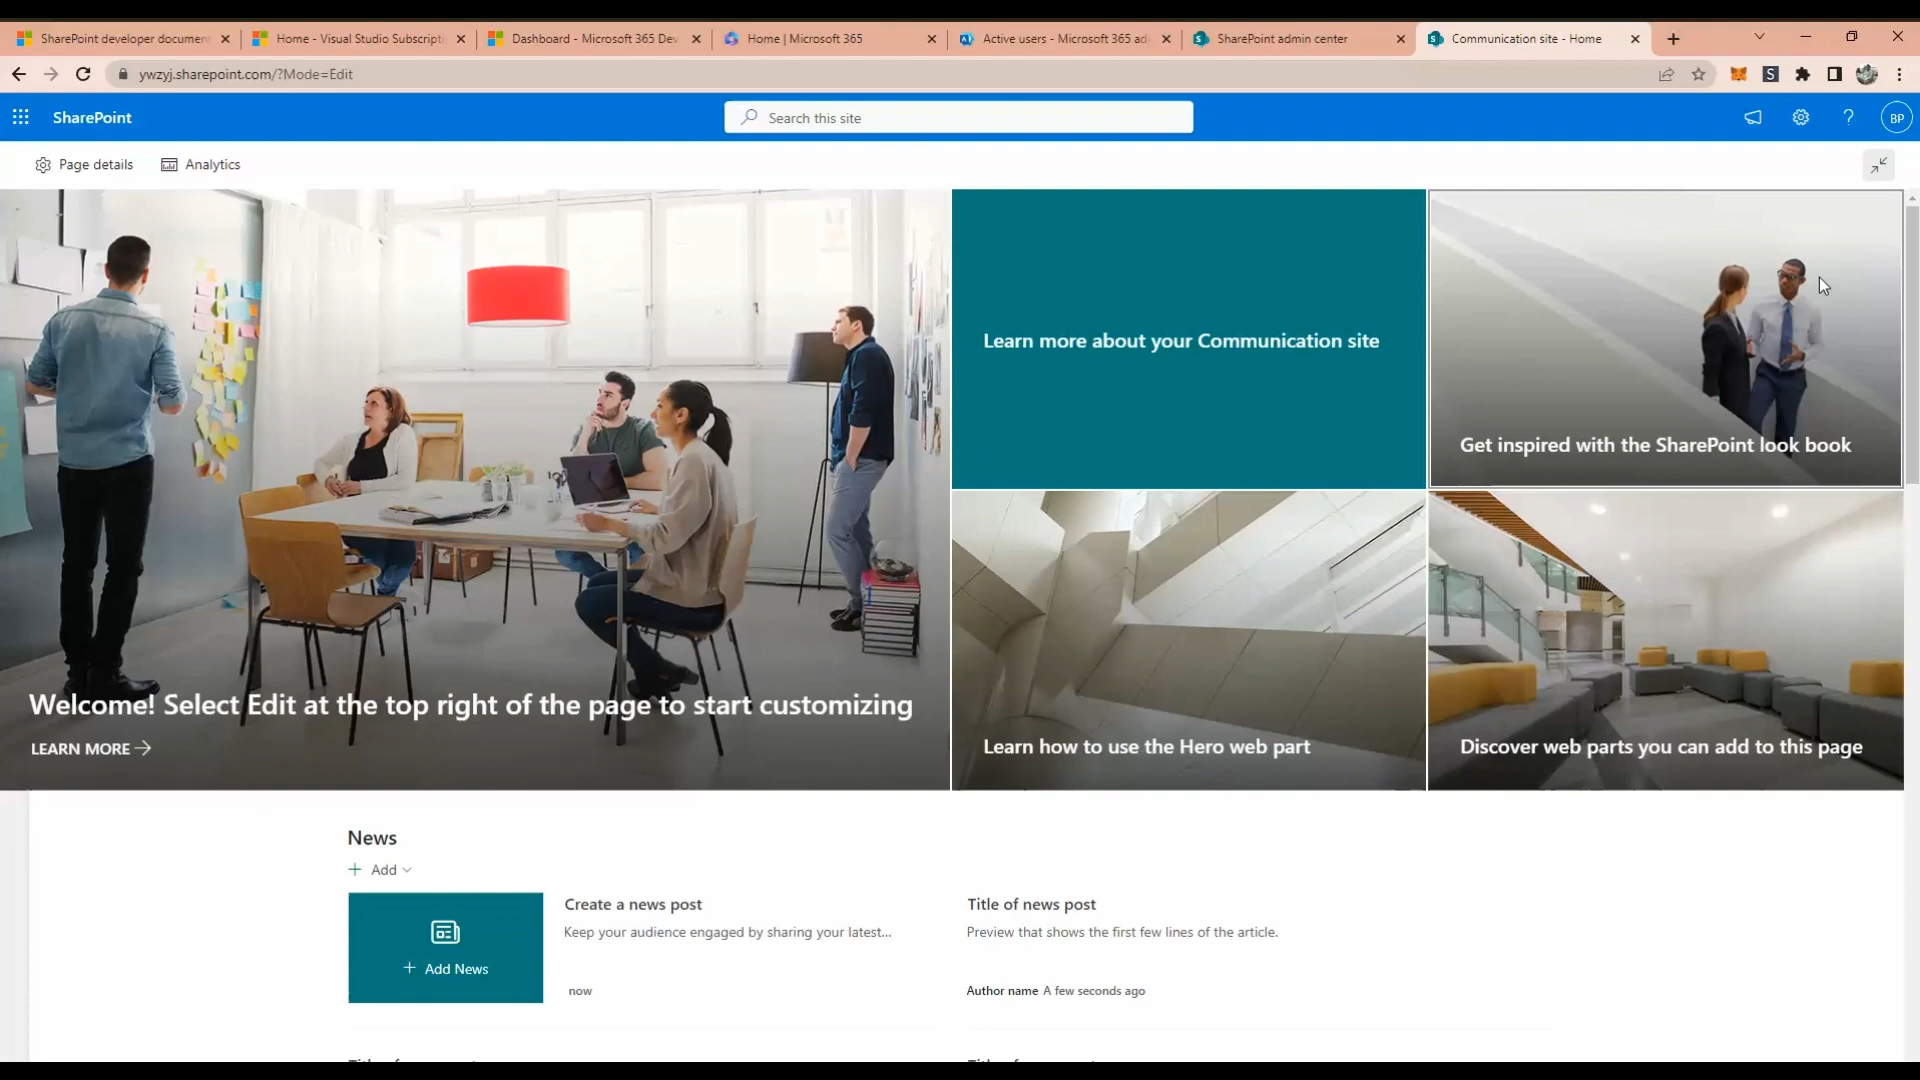 SharePoint developer documen
Home - Visual Studio Subscripti
Dashboard - Microsoft 365 Dev
Home | Microsoft 365
Active users - Microsoft 365 ad
SharePoint admin center
Communication site - Home
ywzyj.sharepoint.com/?Mode=Edit
S
SharePoint
Search this site
?
BP
Page details
Analytics
Learn more about your Communication site
Get inspired with the SharePoint look book
Welcome! Select Edit at the top right of the page to start customizing
LEARN MORE
Learn how to use the Hero web part
Discover web parts you can add to this page
News
+ Add
Create a news post
Keep your audience engaged by sharing your latest...
now
+ Add News
Title of news post
Preview that shows the first few lines of the article.
Author name A few seconds ago